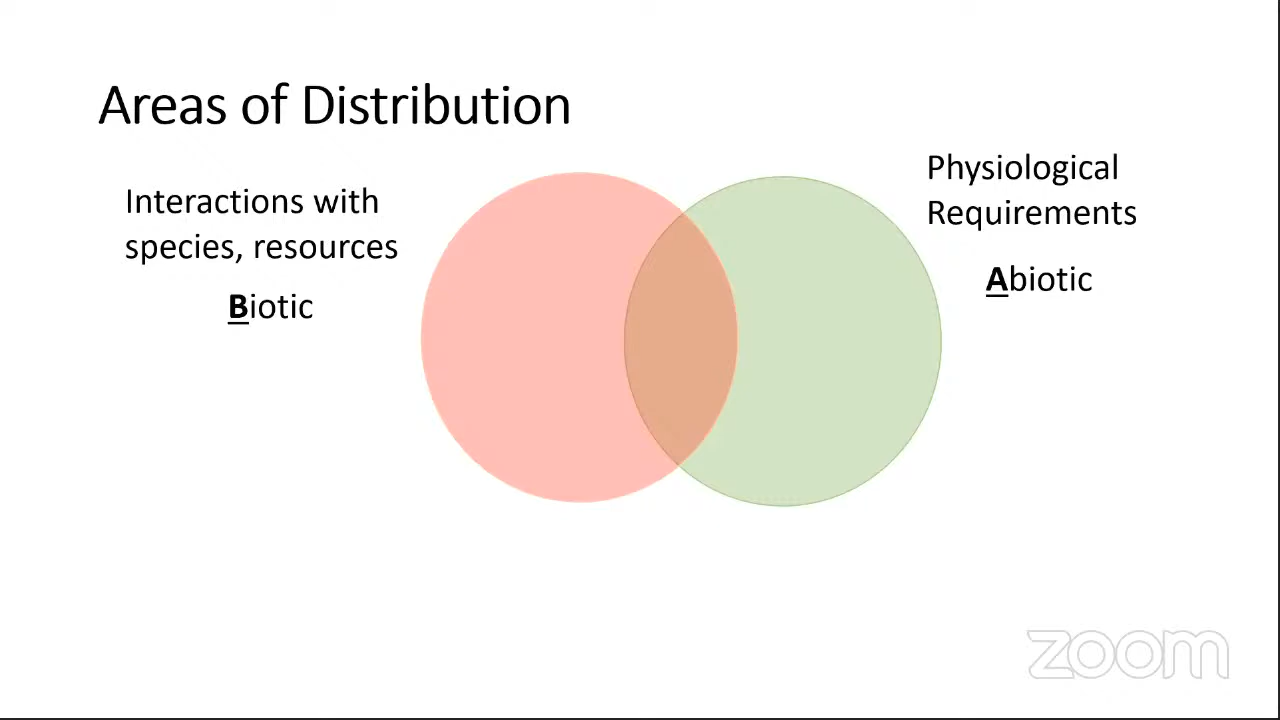 Areas of Distribution
Interactions with
species, resources
Biotic
Physiological
Requirements
Abiotic
zoom